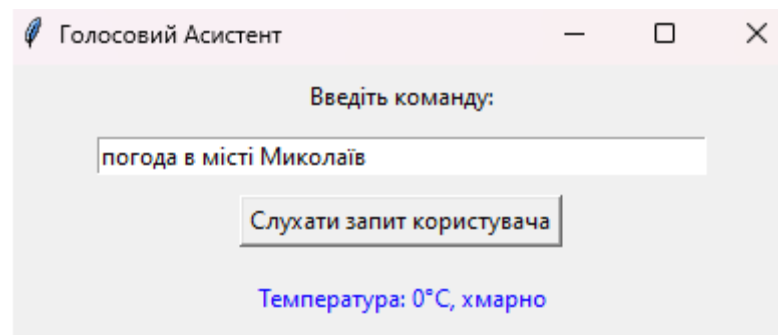 Голосовий Асистент
Введіть команду:
погода в місті Миколаїв
Слухати запит користувача
Температура: 0°C, хмарно